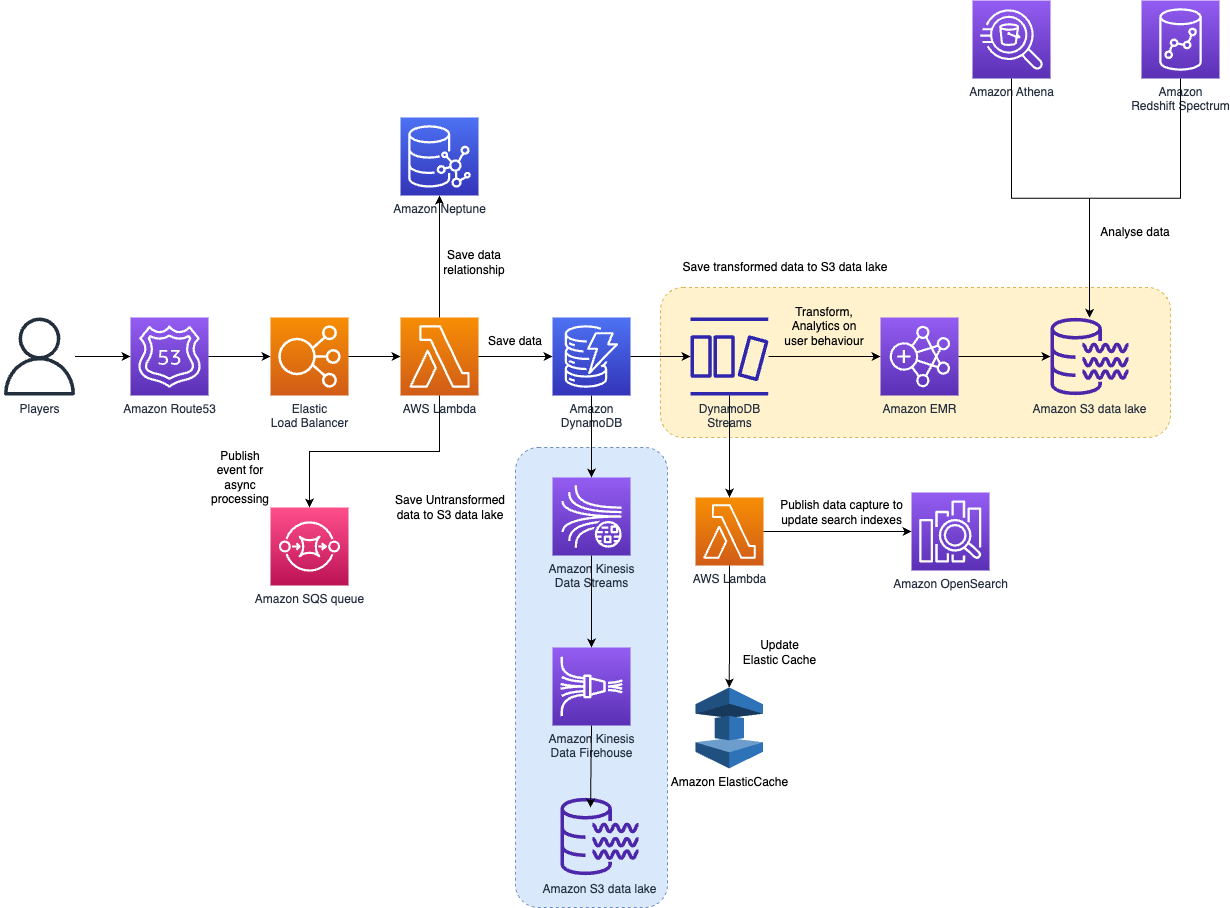 Amazon Athena
Amazon
Redshift Spectrum
Amazon Neptune
Save data
relationship
Analyse data
Save transformed data to S3 data lake
Players
53
Amazon Route53
Elastic
Load Balancer
AWS Lambda
Save data
Amazon
DynamoDB
DynamoDB
Streams
Transform,
Analytics on
user behaviour
Amazon EMR
Amazon S3 data lake
Publish
event for
async
processing
Amazon SQS queue
Save Untransformed
data to S3 data lake
Amazon Kinesis
Data Streams
AWS Lambda
Publish data capture to
update search indexes
Amazon OpenSearch
Update
Elastic Cache
Amazon Kinesis
Data Firehouse
Amazon ElasticCache
Amazon S3 data lake